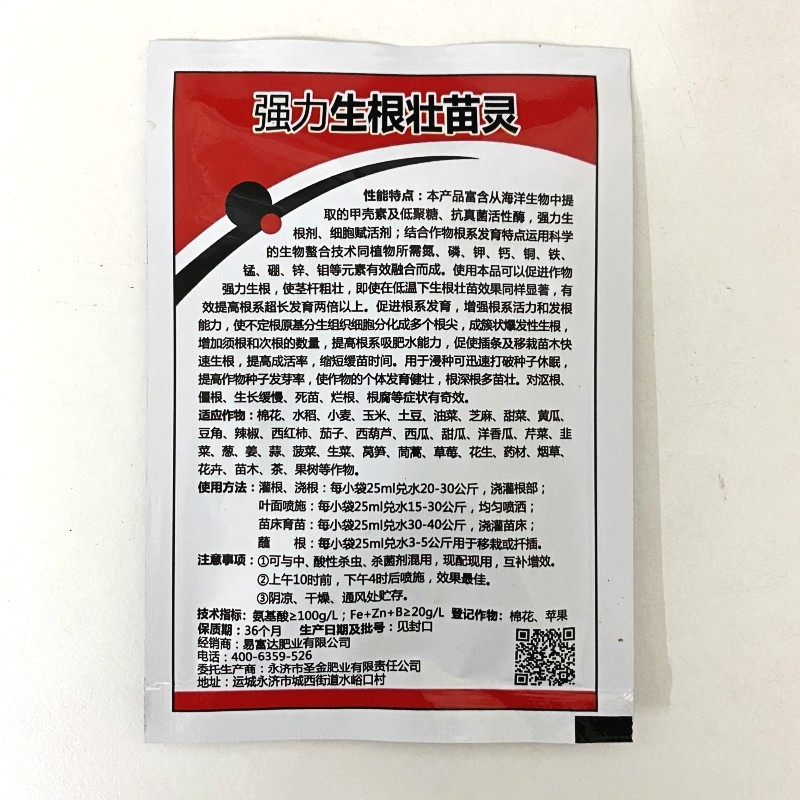 强力生根壮苗灵
性能特点：本产品富含从海洋生物中提
取的甲壳素及低聚糖、抗真菌活性酶，强力生
根剂、细胞赋活剂；结合作物根系发育特点运用科学
的生物螯合技术同植物所需氮、磷、钾、钙、铜、铁、
锰、硼、锌、钼等元素有效融合而成。使用本品可以促进作物
强力生根，使茎杆粗壮，即使在低温下生根壮苗效果同样显著，有
效提高根系超长发育两倍以上。促进根系发育，增强根系活力和发根
能力，使不定根原基分生组织细胞分化成多个根尖，成簇状爆发性生根，
增加须根和次根的数量，提高根系吸肥水能力，促使插条及移栽苗木快
速生根，提高成活率，缩短缓苗时间。用于浸种可迅速打破种子休眠，
提高作物种子发芽率，使作物的个体发育健壮，根深根多苗壮。对沤根、
僵根、生长缓慢、死苗、烂根、根腐等症状有奇效。
适应作物：棉花、水稻、小麦、玉米、土豆、油菜、芝麻、甜菜、黄瓜、
豆角、辣椒、西红柿、茄子、西葫芦、西瓜、甜瓜、洋香瓜、芹菜、韭
菜、葱、姜、蒜、菠菜、生菜、莴笋、茼蒿、草莓、花生、药材、烟草、
花卉、苗木、茶、果树等作物。
使用方法：灌根、浇根：每小袋25ml兑水20-30公斤，浇灌根部；
叶面喷施：每小袋25ml兑水15-30公斤，均匀喷洒；
苗床育苗：每小袋25ml兑水30-40公斤，浇灌苗床；
蘸 根：每小袋25ml兑水3-5公斤用于移栽或扦插。
注意事项：①可与中、酸性杀虫、杀菌剂混用，现配现用，互补增效。
②上午10时前，下午4时后喷施，效果最佳。
③阴凉、干燥、通风处贮存。
技术指标：氨基酸≥100g/L；Fe+Zn+B≥20g/L 登记作物：棉花、苹果
保质期：36个月 生产日期及批号：见封口
经销商：易富达肥业有限公司
电话：400-6359-526
委托生产商：永济市圣金肥业有限责任公司
地址：运城永济市城西街道水峪口村